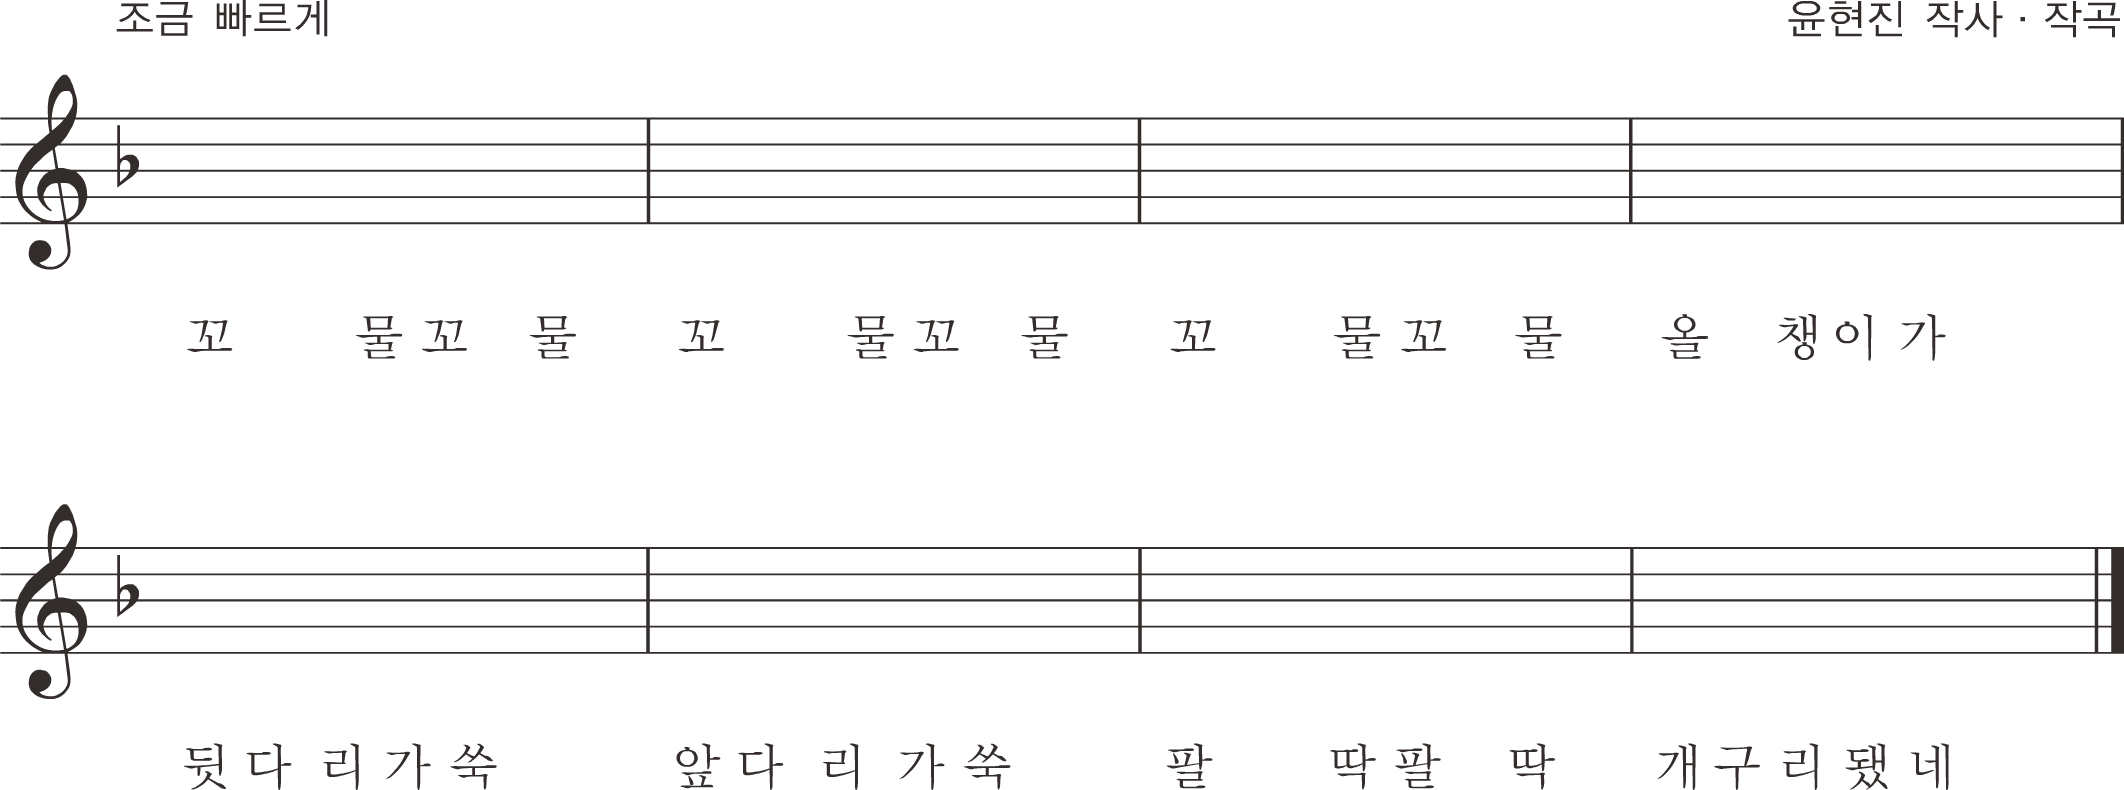 조금 빠르게
윤현진 작사 · 작곡
꼬 물꼬 물 꼬 물꼬 물 꼬 물꼬 물 올 챙이 가
뒷다 리가쏙 앞다 리 가쏙 팔 딱팔 딱 개구리됐네